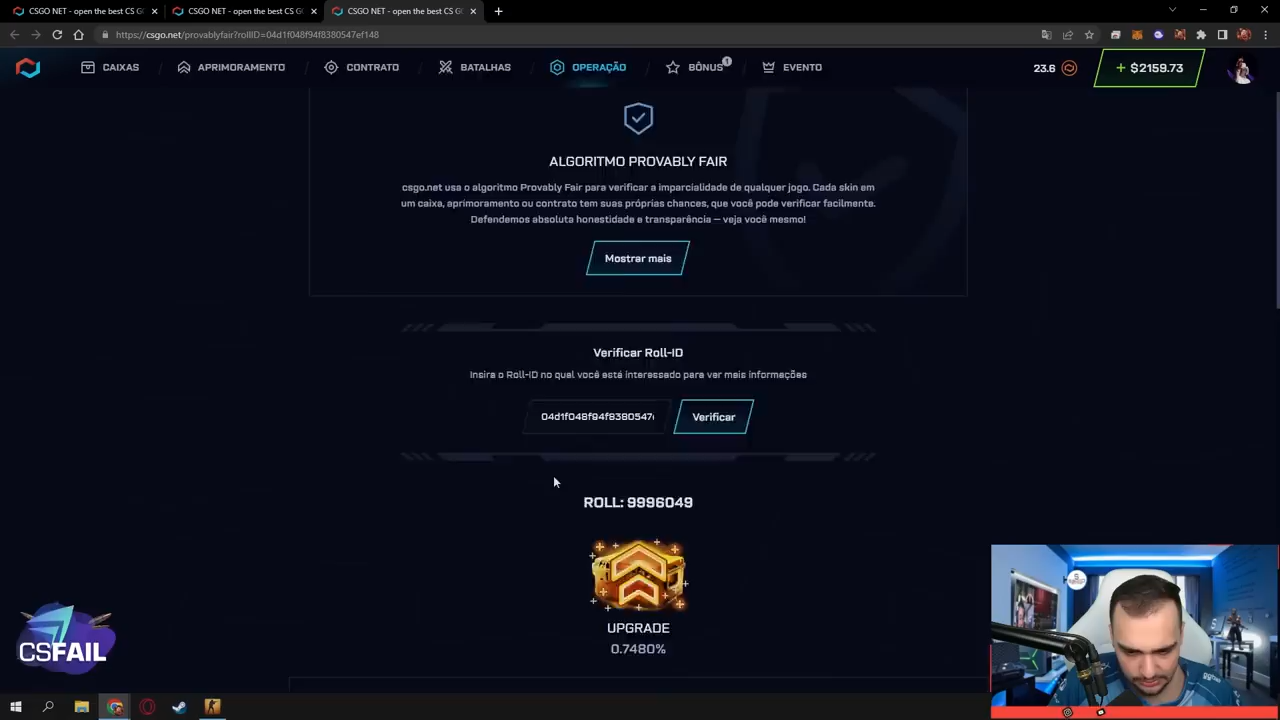 CSGO NET - open the best CS G
CSGO NET - open the best CS G
CSGO NET - open the best CS G
https://csgo.net/provablyfair?rollID=04d1f048f94f8380547ef148
CAIXAS
APRIMORAMENTO
CONTRATO
BATALHAS
OPERAÇÃO
BÔNUS
1
EVENTO
23.6
+ $2159.73
ALGORITMO PROVABLY FAIR
csgo.net usa o algoritmo Provably Fair para verificar a imparcialidade de qualquer jogo. Cada skin em
um caixa, aprimoramento ou contrato tem suas próprias chances, que você pode verificar facilmente.
Defendemos absoluta honestidade e transparência – veja você mesmo!
Mostrar mais
Verificar Roll-ID
Insira o Roll-ID no qual você está interessado para ver mais informações
04d1f048f94f8380547
Verificar
ROLL: 9996049
UPGRADE
0.7480%
CSFAIL